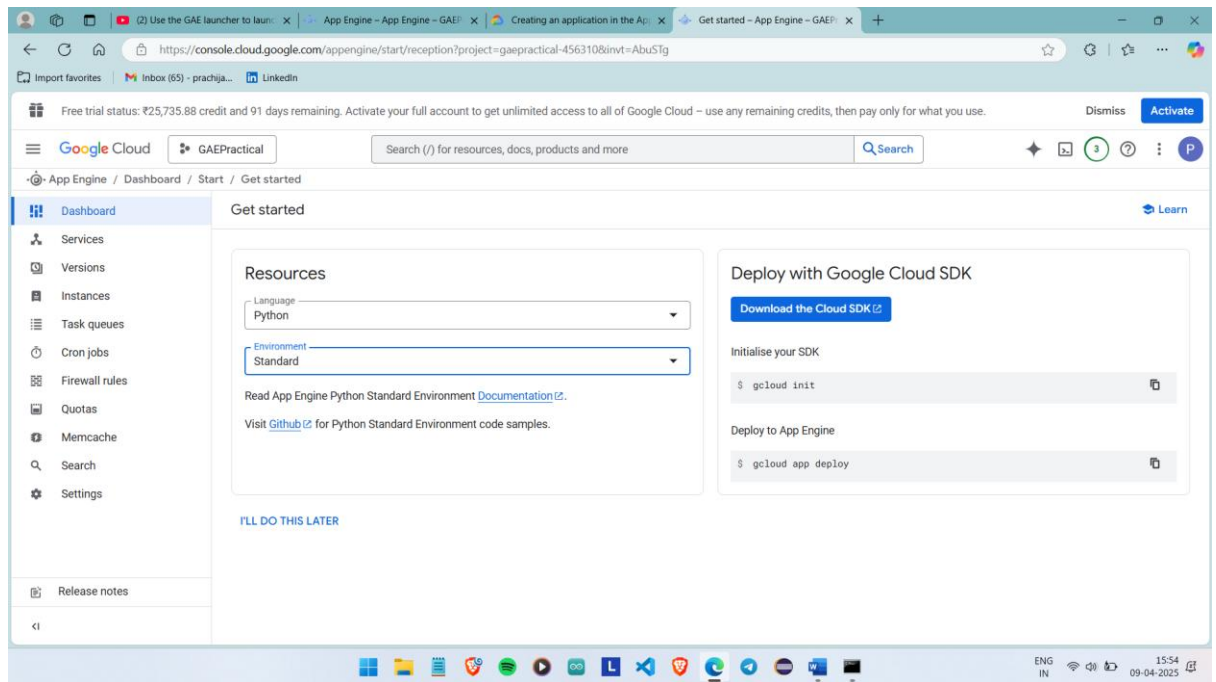 (2) Use the GAE launcher to launc
App Engine – App Engine – GAEP
Creating an application in the Ap
Get started – App Engine – GAEP
https://console.cloud.google.com/appengine/start/reception?project=gaepractical-456310&invt=AbuSTg
Import favorites
Inbox (65) - prachija...
LinkedIn
Free trial status: ₹25,735.88 credit and 91 days remaining. Activate your full account to get unlimited access to all of Google Cloud – use any remaining credits, then pay only for what you use.
Dismiss
Activate
Google Cloud
GAEPractical
Search (/) for resources, docs, products and more
Search
3
P
App Engine / Dashboard / Start / Get started
Dashboard
Services
Versions
Instances
Task queues
Cron jobs
Firewall rules
Quotas
Memcache
Search
Settings
Release notes
Get started
Learn
Resources
Language
Python
Environment
Standard
Read App Engine Python Standard Environment Documentation.
Visit Github for Python Standard Environment code samples.
I'LL DO THIS LATER
Deploy with Google Cloud SDK
Download the Cloud SDK
Initialise your SDK
$ gcloud init
Deploy to App Engine
$ gcloud app deploy
L
W
ENG
IN
15:54
09-04-2025